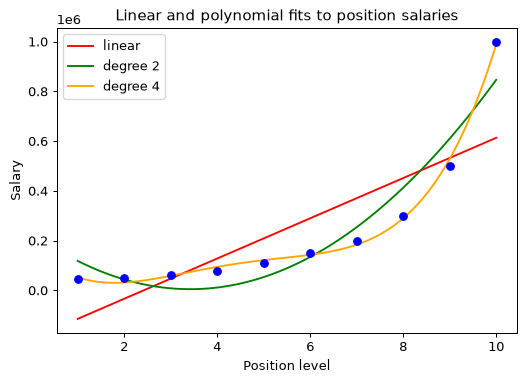 Linear and polynomial fits to position salaries
1e6
linear
degree 2
degree 4
1.0
0.8
0.6
0.4
0.2
0.0
Salary
2
4
6
8
10
Position level